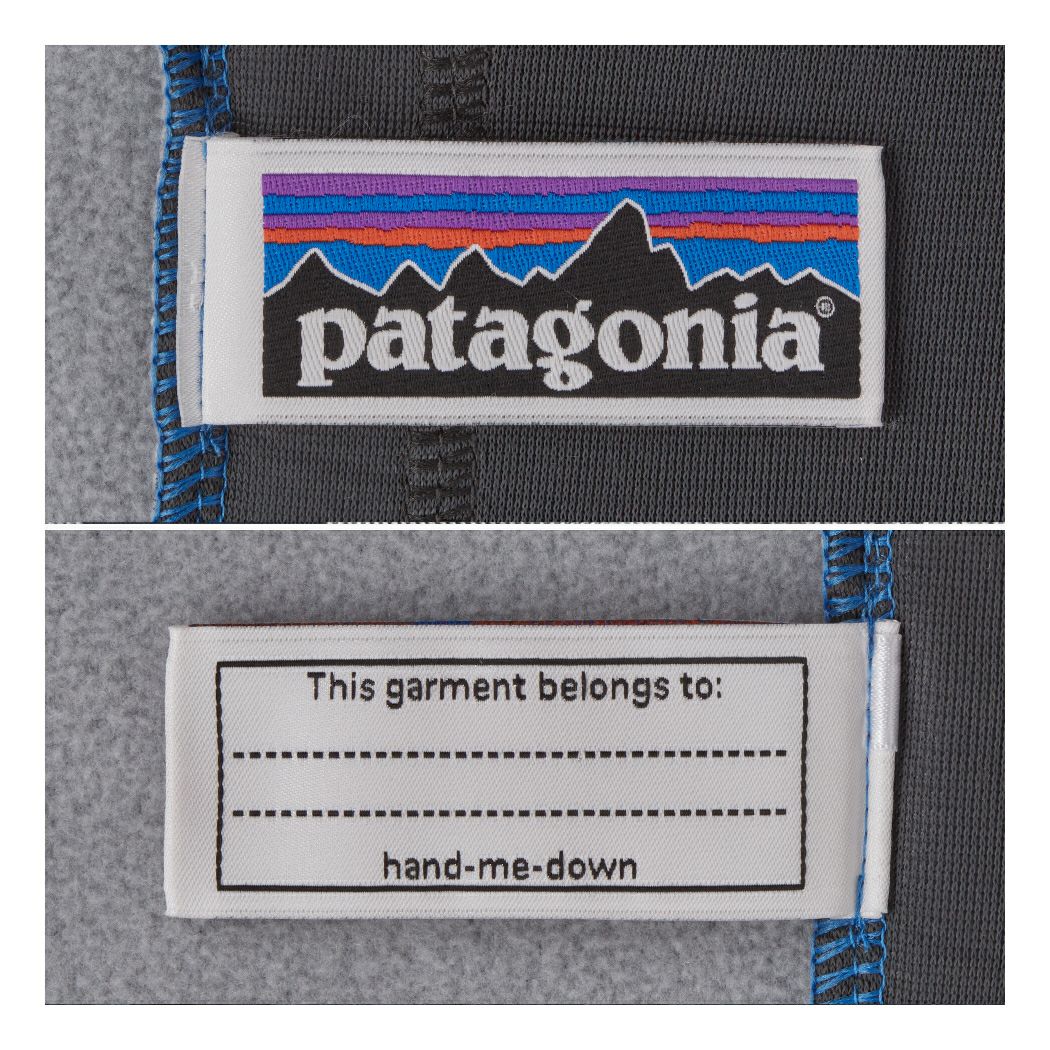 patagonia®
This garment belongs to:
hand-me-down